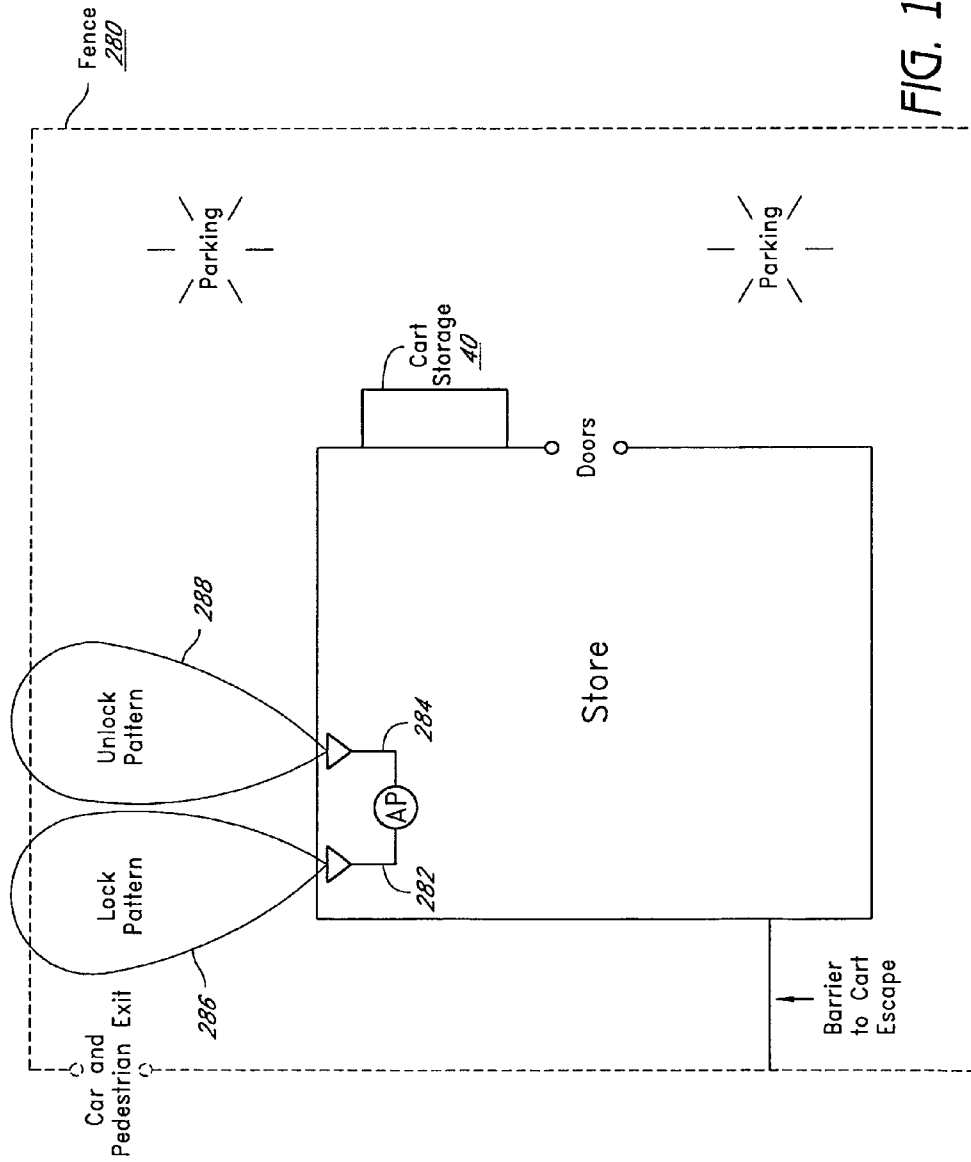 Fence
280
Parking
Parking
Cart
Storage
40
Doors
288
Unlock
Pattern
Lock
Pattern
286
284
AP
282
Store
Car and
Pedestrian Exit
Barrier
to Cart
Escape
FIG. 1